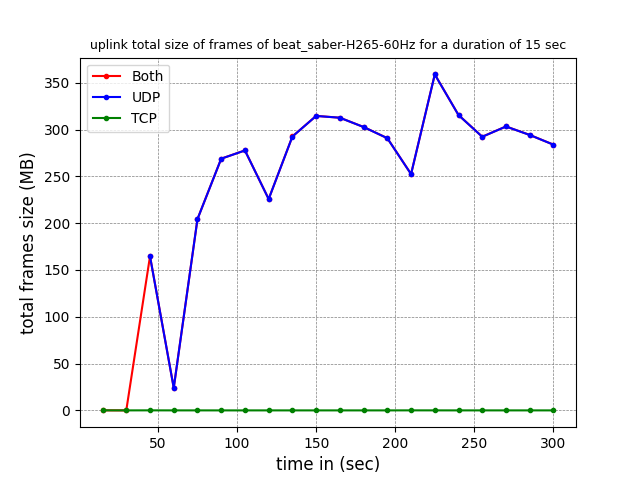 uplink total size of frames of beat_saber-H265-60Hz for a duration of 15 sec
Both
UDP
TCP
total frames size (MB)
350
300
250
200
150
100
50
0
50 100 150 200 250 300
time in (sec)